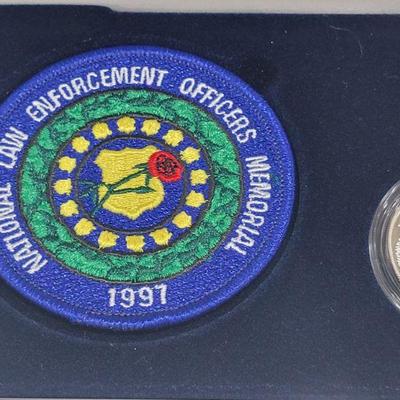 NATIONAL LAW ENFORCEMENT OFFICERS MEMORIAL
1997